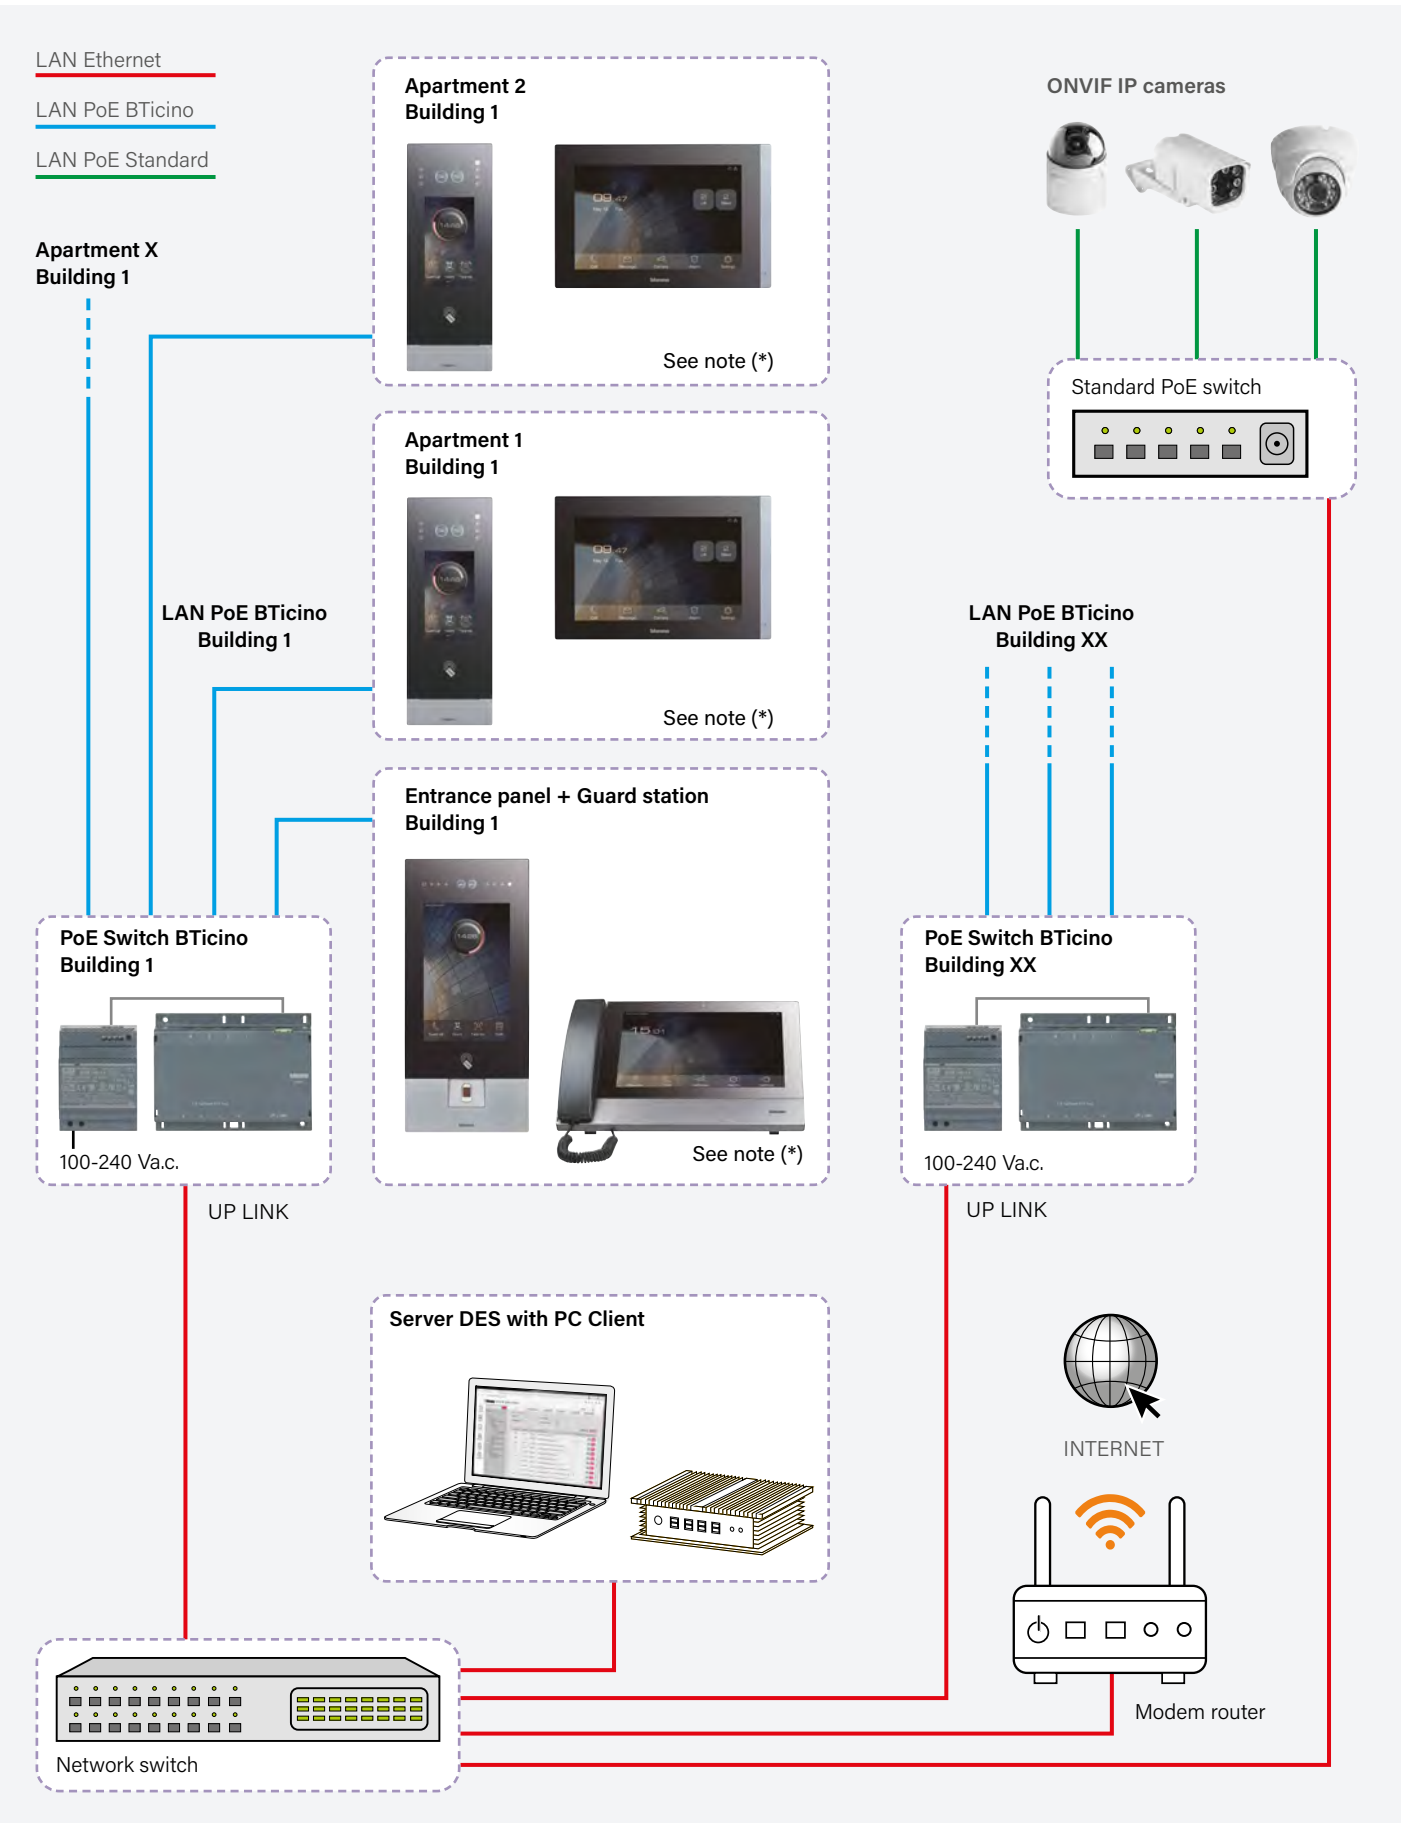 LAN Ethernet
LAN PoE BTicino
LAN PoE Standard
Apartment X
Building 1
Apartment 2
Building 1
See note (*)
ONVIF IP cameras
Standard PoE switch
Apartment 1
Building 1
See note (*)
LAN PoE BTicino
Building 1
LAN PoE BTicino
Building XX
Entrance panel + Guard station
Building 1
15 01
See note (*)
PoE Switch BTicino
Building 1
100-240 Va.c.
UP LINK
PoE Switch BTicino
Building XX
100-240 Va.c.
UP LINK
Server DES with PC Client
INTERNET
Modem router
Network switch